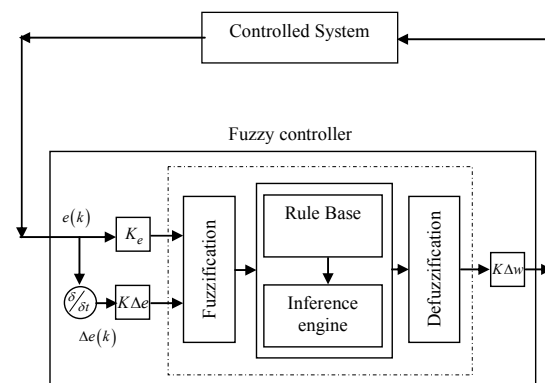 Controlled System
Fuzzy controller
e(k)
K_e
Fuzzification
Rule Base
Inference
engine
Defuzzification
KΔw
δ/δt
KΔe
Δe(k)